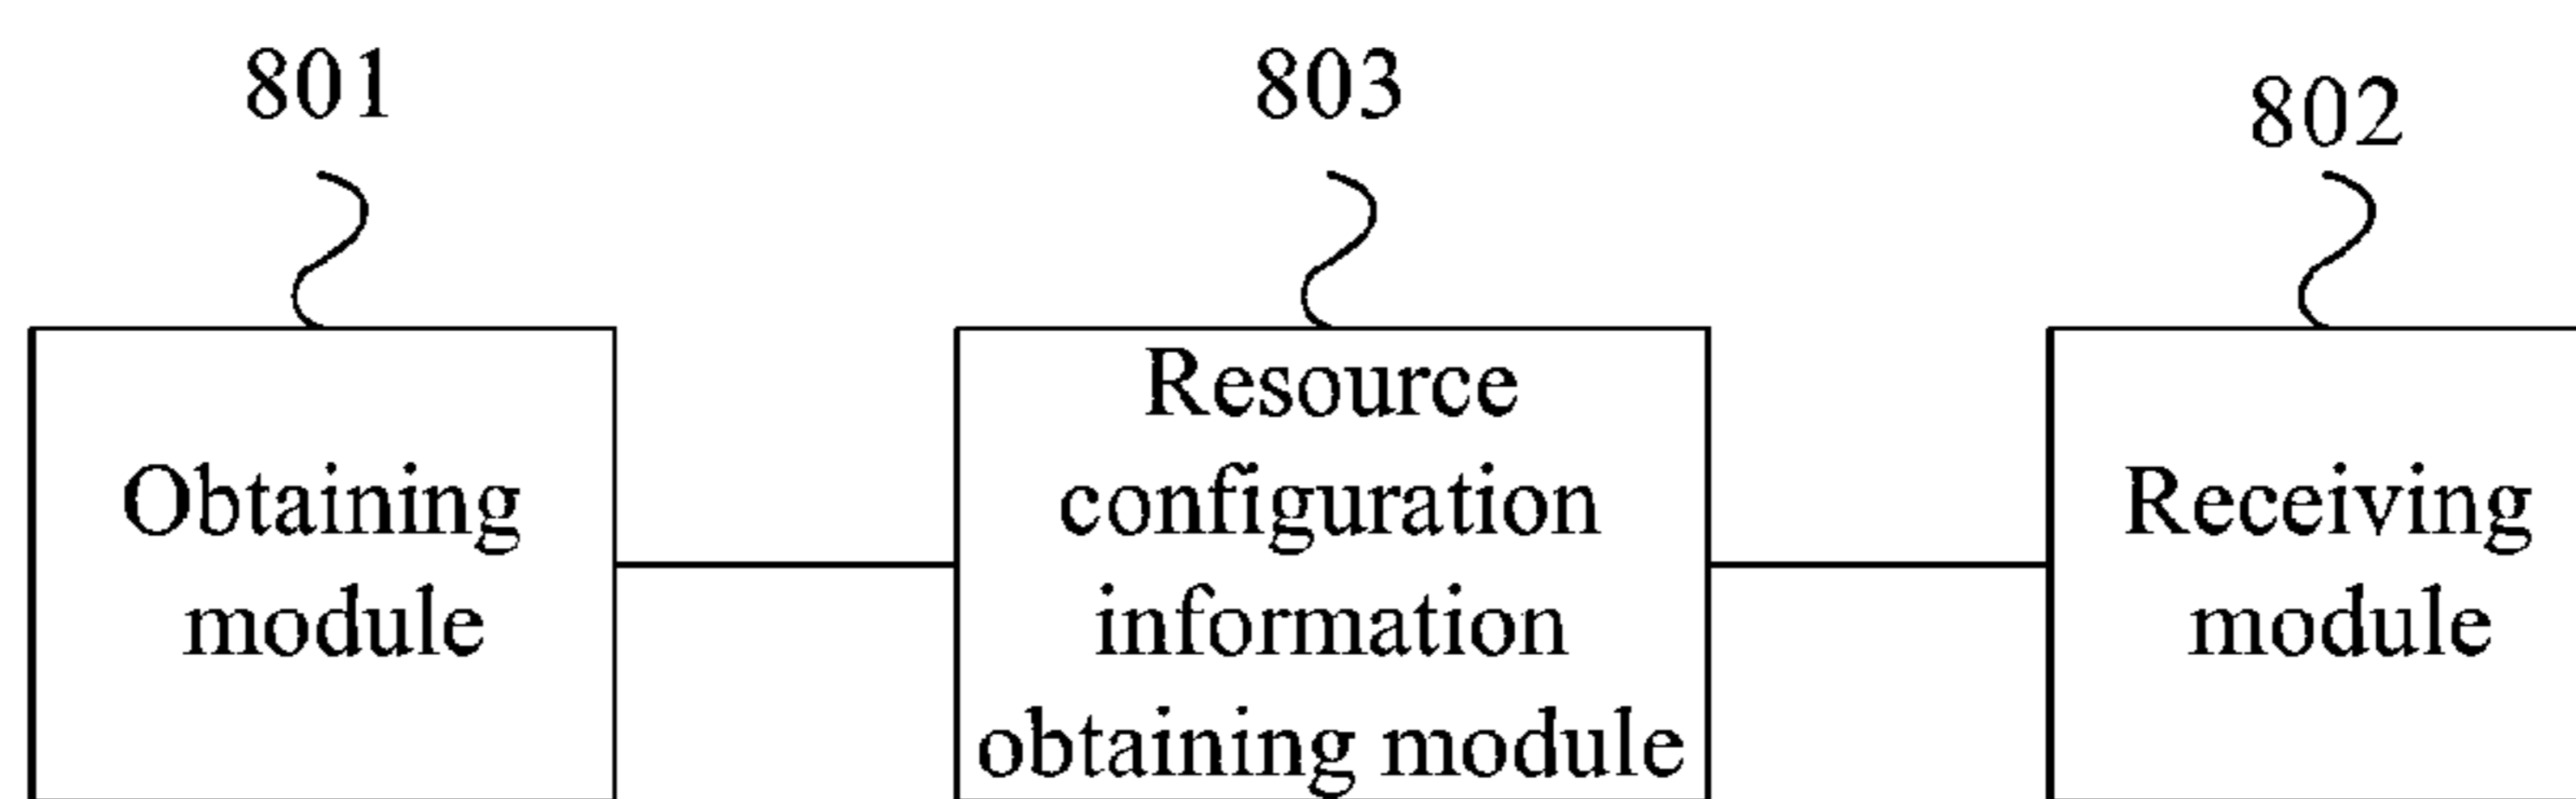 801
803
802
Obtaining
module
Resource
configuration
information
obtaining module
Receiving
module